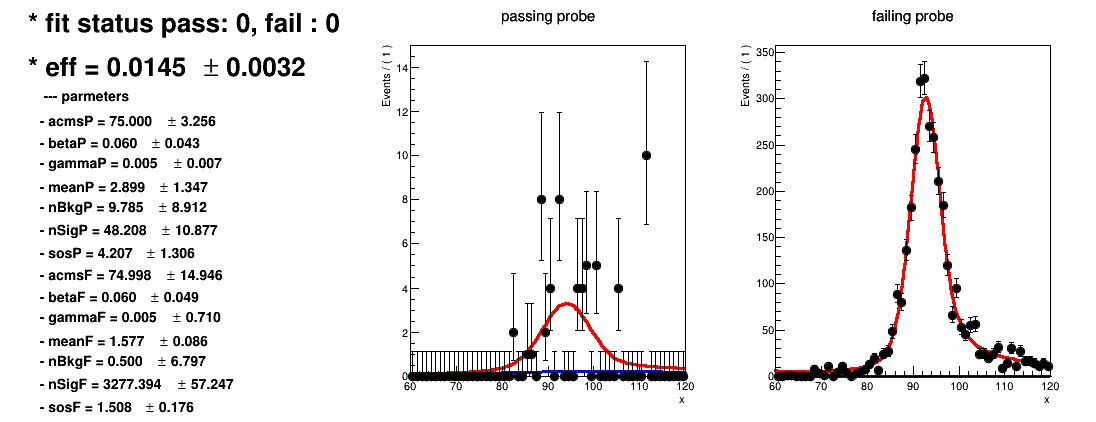 * fit status pass: 0, fail : 0
* eff = 0.0145 ± 0.0032
--- parmeters
- acmsP = 75.000 ± 3.256
- betaP = 0.060 ± 0.043
- gammaP = 0.005 ± 0.007
- meanP = 2.899 ± 1.347
- nBkgP = 9.785 ± 8.912
- nSigP = 48.208 ± 10.877
- sosP = 4.207 ± 1.306
- acmsF = 74.998 ± 14.946
- betaF = 0.060 ± 0.049
- gammaF = 0.005 ± 0.710
- meanF = 1.577 ± 0.086
- nBkgF = 0.500 ± 6.797
- nSigF = 3277.394 ± 57.247
- sosF = 1.508 ± 0.176
passing probe
Events / ( 1 )
14
12
10
8
6
4
2
0
60 70 80 90 100 110 120
x
failing probe
Events / ( 1 )
350
300
250
200
150
100
50
0
60 70 80 90 100 110 120
x